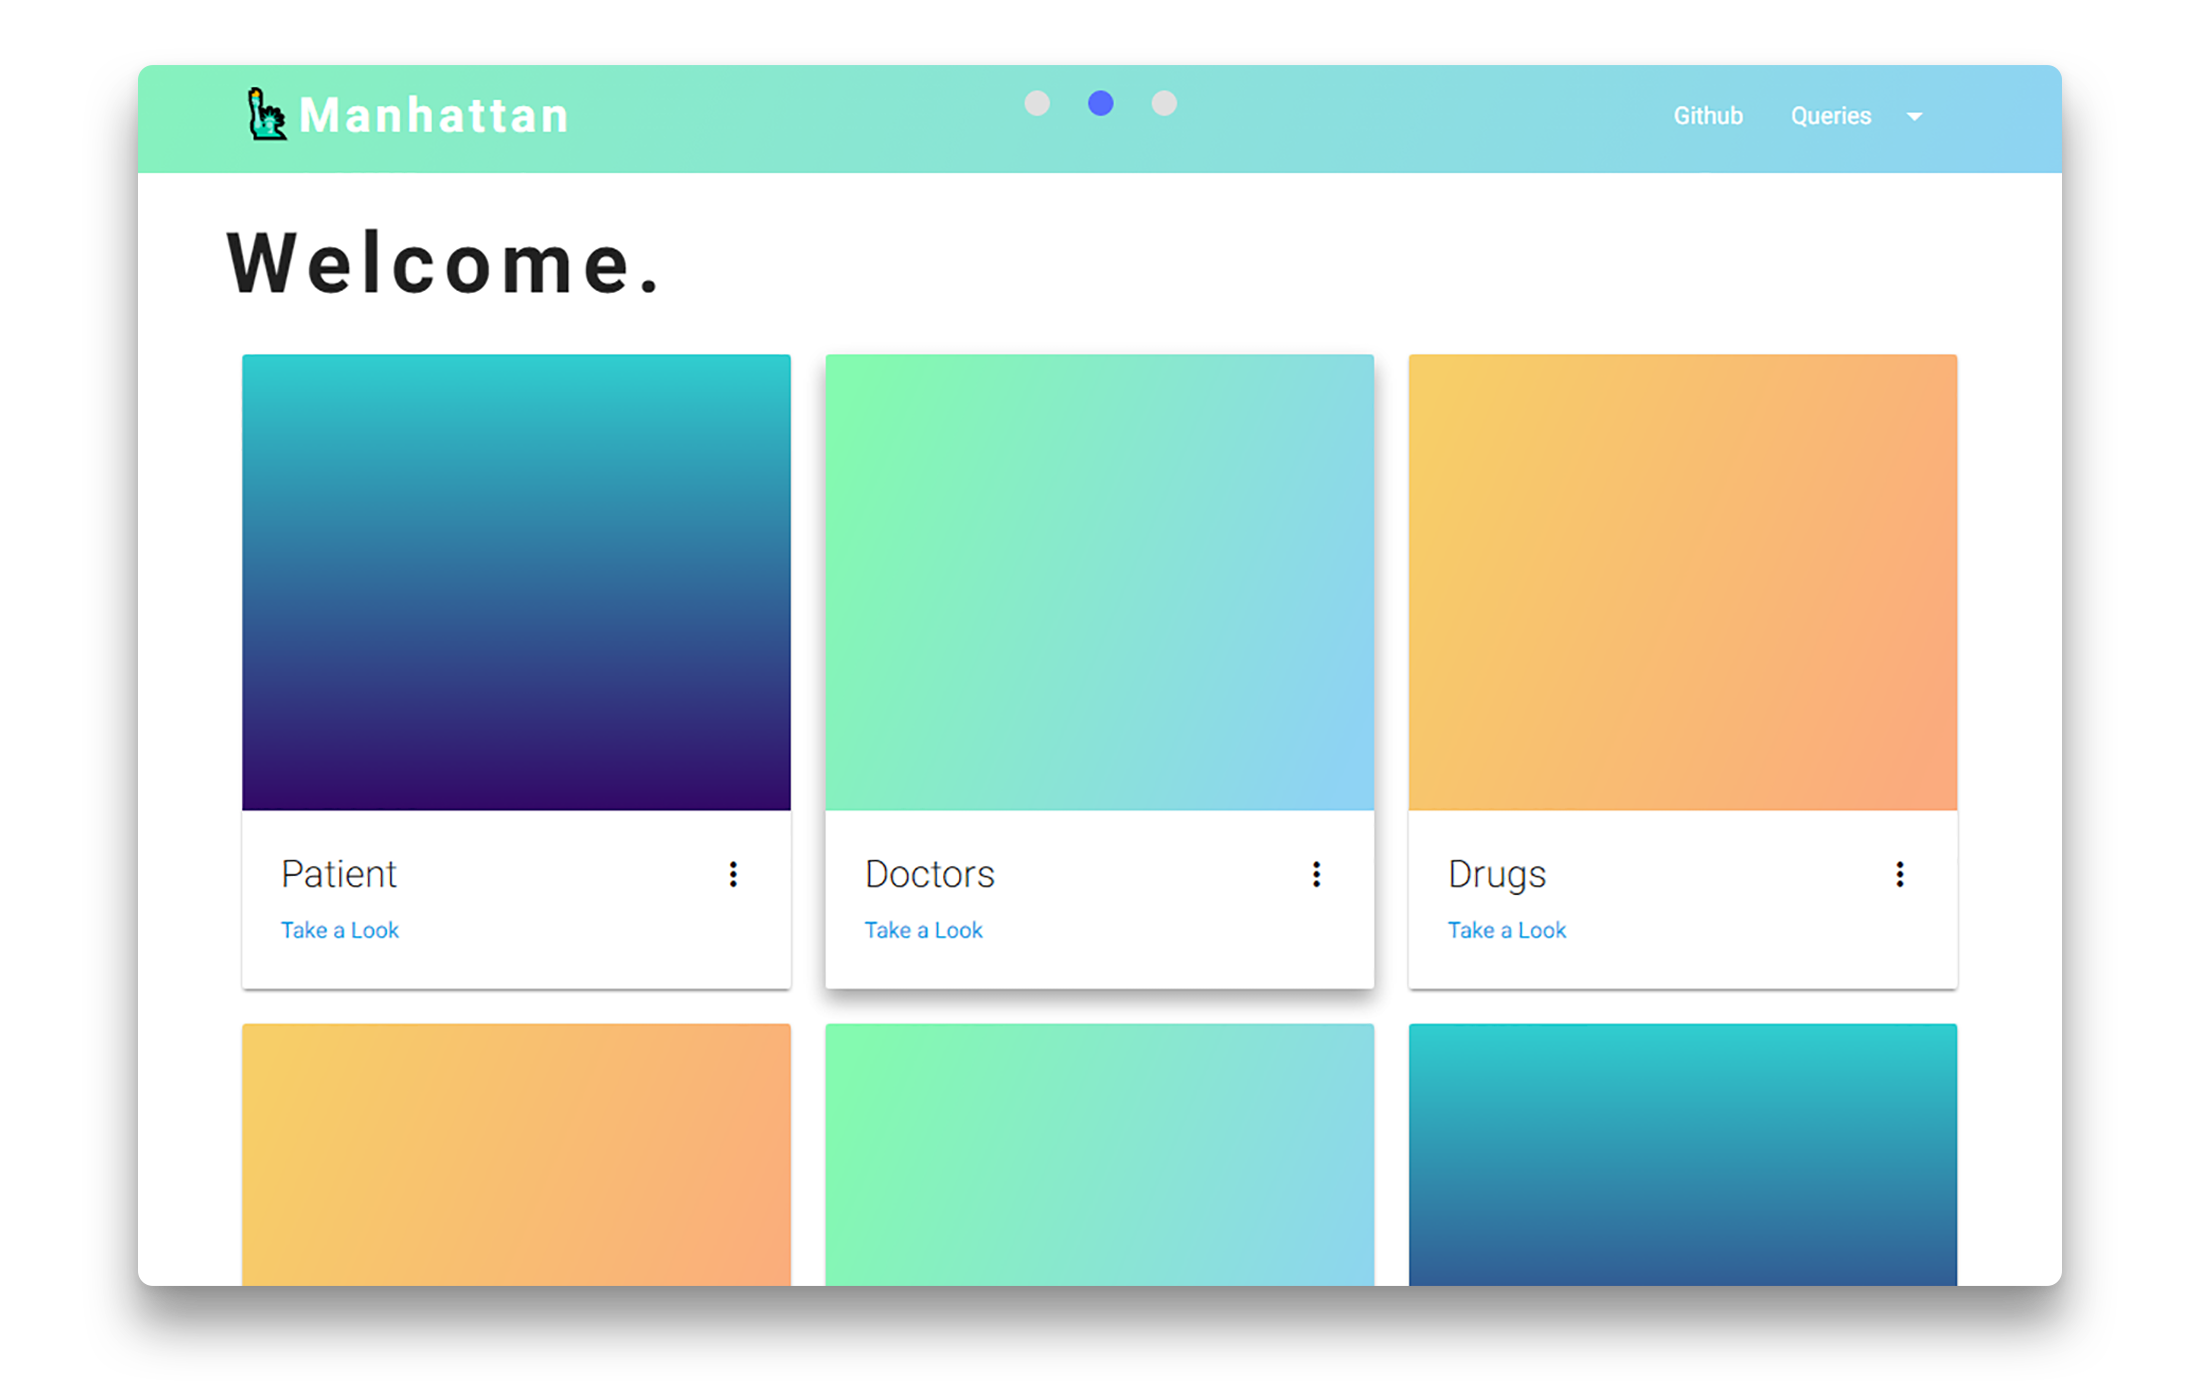 Manhattan
Github Queries
Welcome.
Patient
Take a Look
Doctors
Take a Look
Drugs
Take a Look